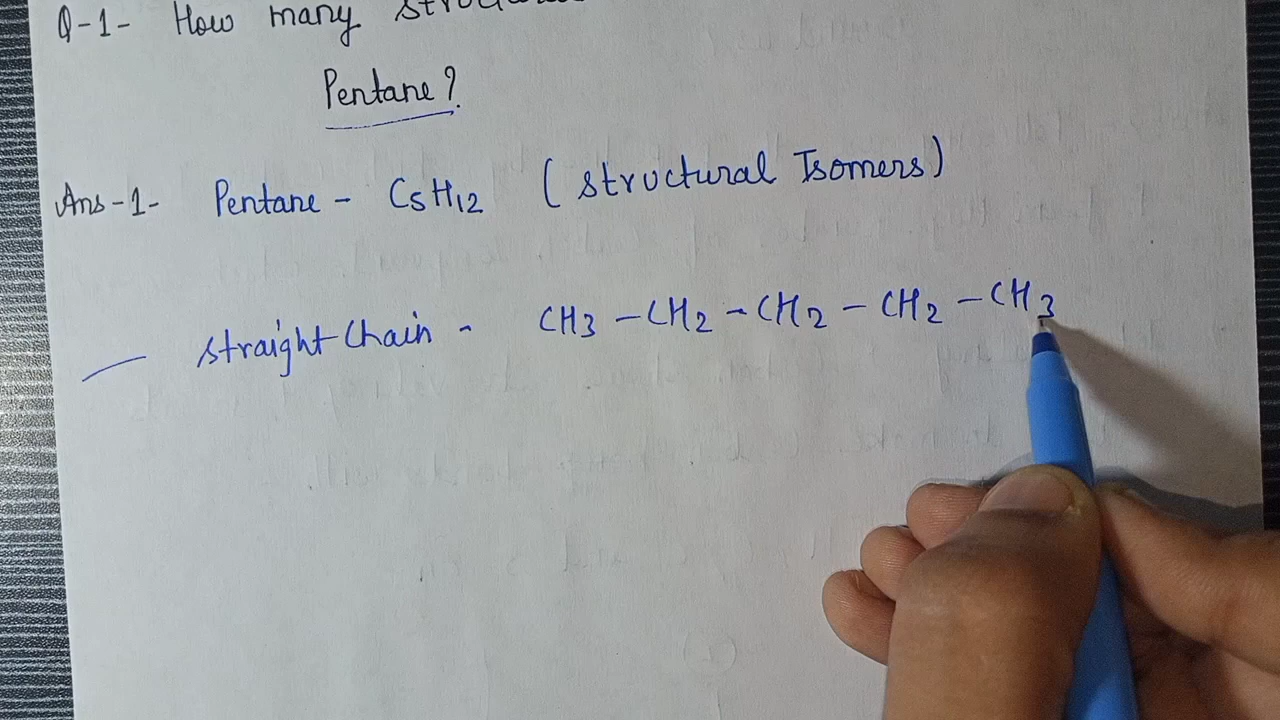 Q-1- How many
Pentane?
Ans-1- Pentane - C5H12 (structural Isomers)
straight Chain - CH3 - CH2 - CH2 - CH2 - CH3